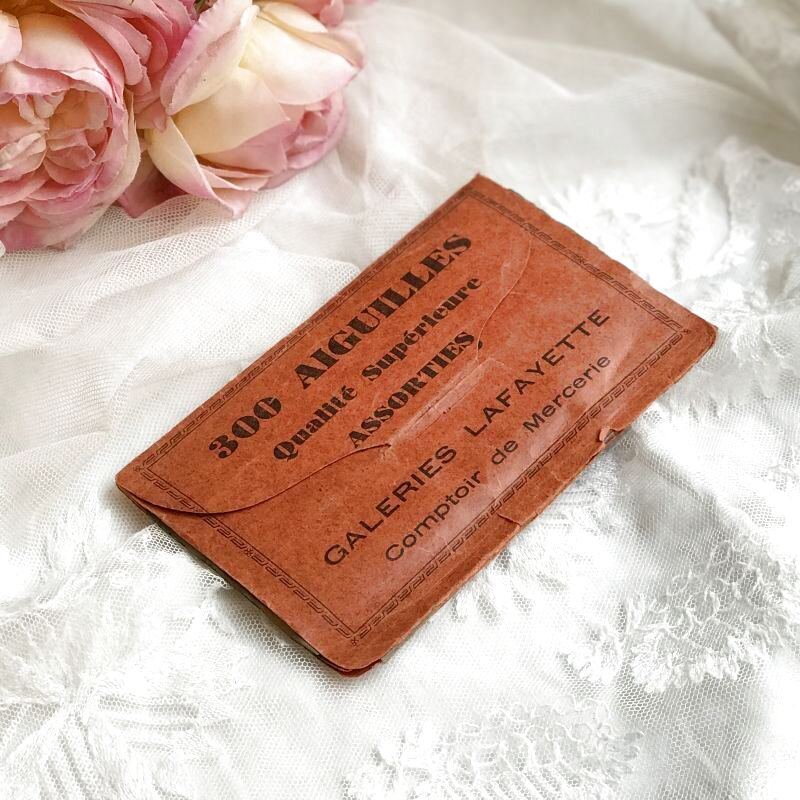 300 AIGUILLES
Qualité Supérieure
ASSORTIES
GALERIES LAFAYETTE
Comptoir de Mercerie